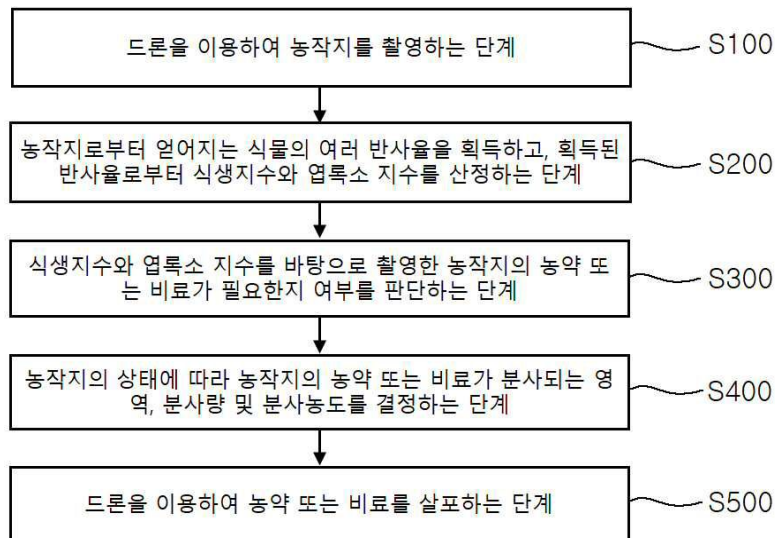 드론을 이용하여 농작지를 촬영하는 단계
S100
농작지로부터 얻어지는 식물의 여러 반사율을 획득하고, 획득된
반사율로부터 식생지수와 엽록소 지수를 산정하는 단계
S200
식생지수와 엽록소 지수를 바탕으로 촬영한 농작지의 농약 또
는 비료가 필요한지 여부를 판단하는 단계
S300
농작지의 상태에 따라 농작지의 농약 또는 비료가 분사되는 영
역, 분사량 및 분사농도를 결정하는 단계
S400
드론을 이용하여 농약 또는 비료를 살포하는 단계
S500